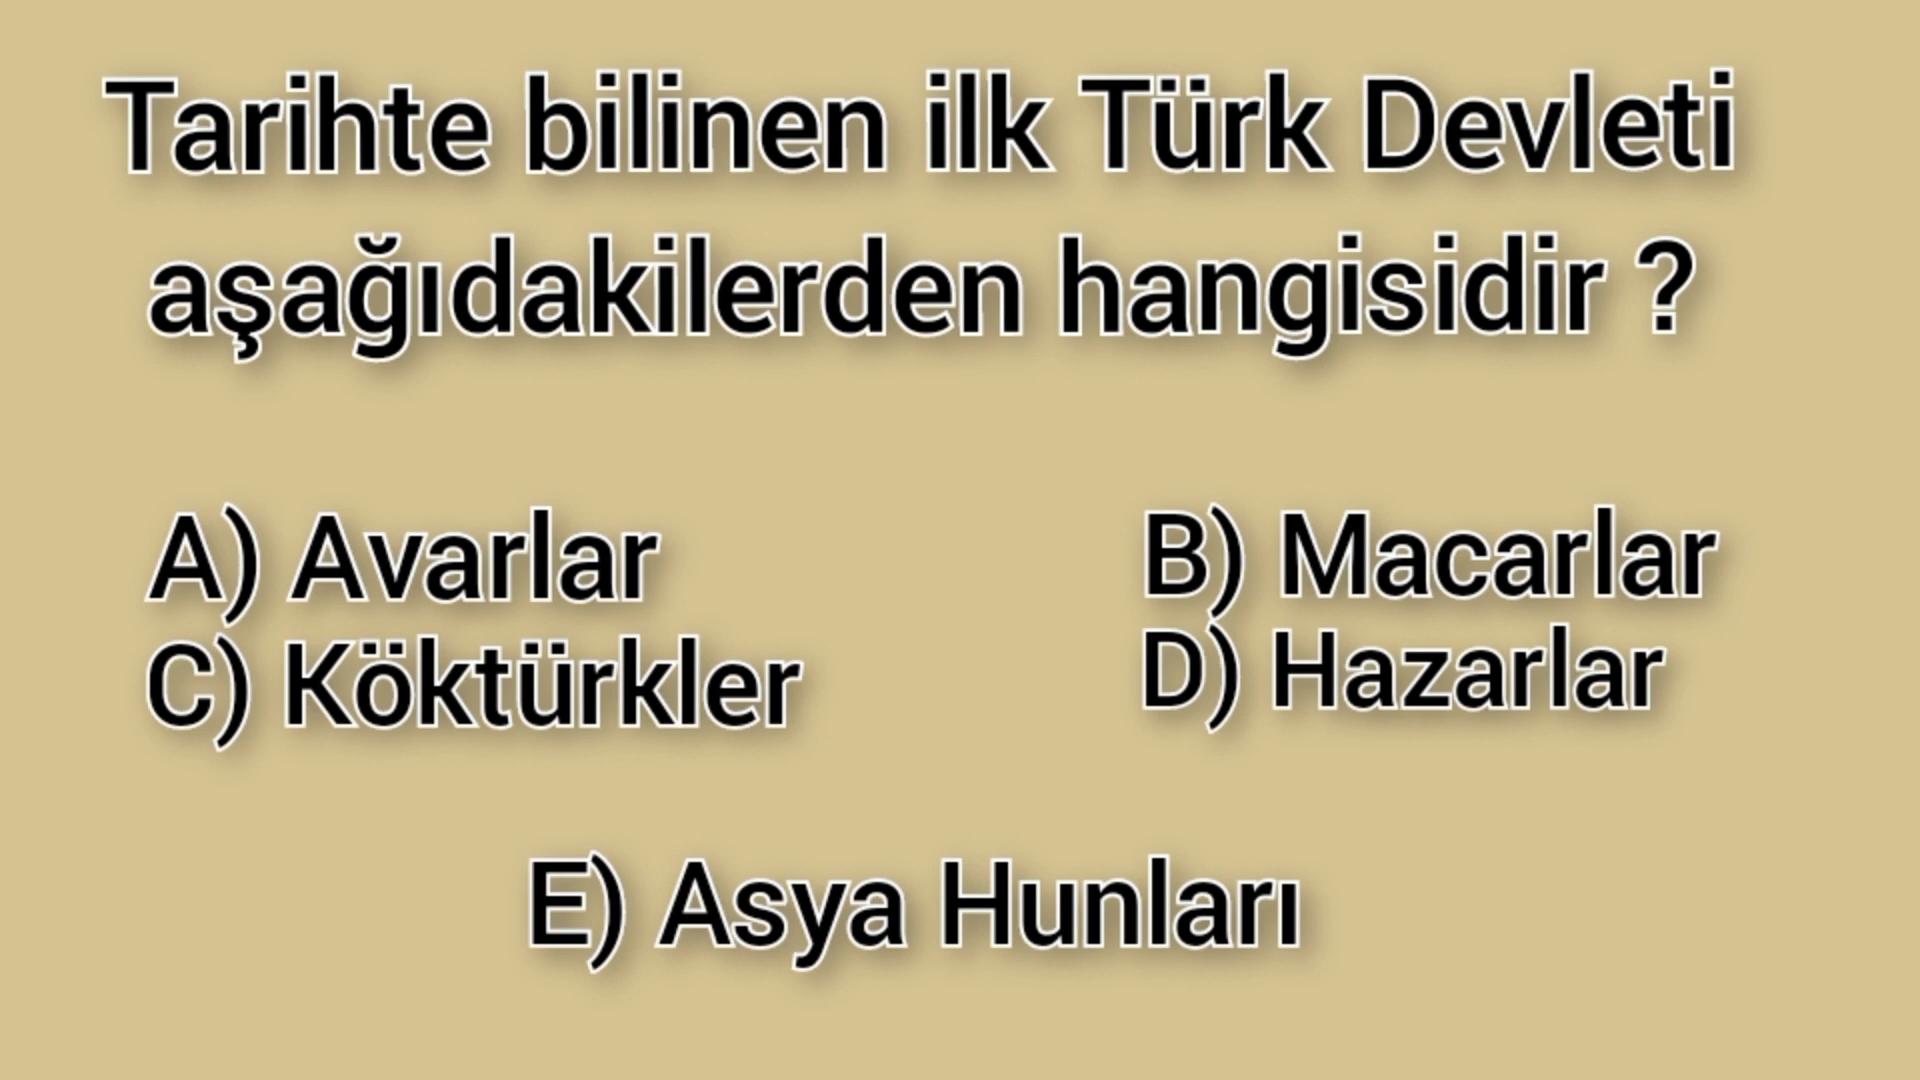 Tarihte bilinen ilk Türk Devleti
aşağıdakilerden hangisidir ?
A) Avarlar
B) Macarlar
C) Köktürkler
D) Hazarlar
E) Asya Hunları